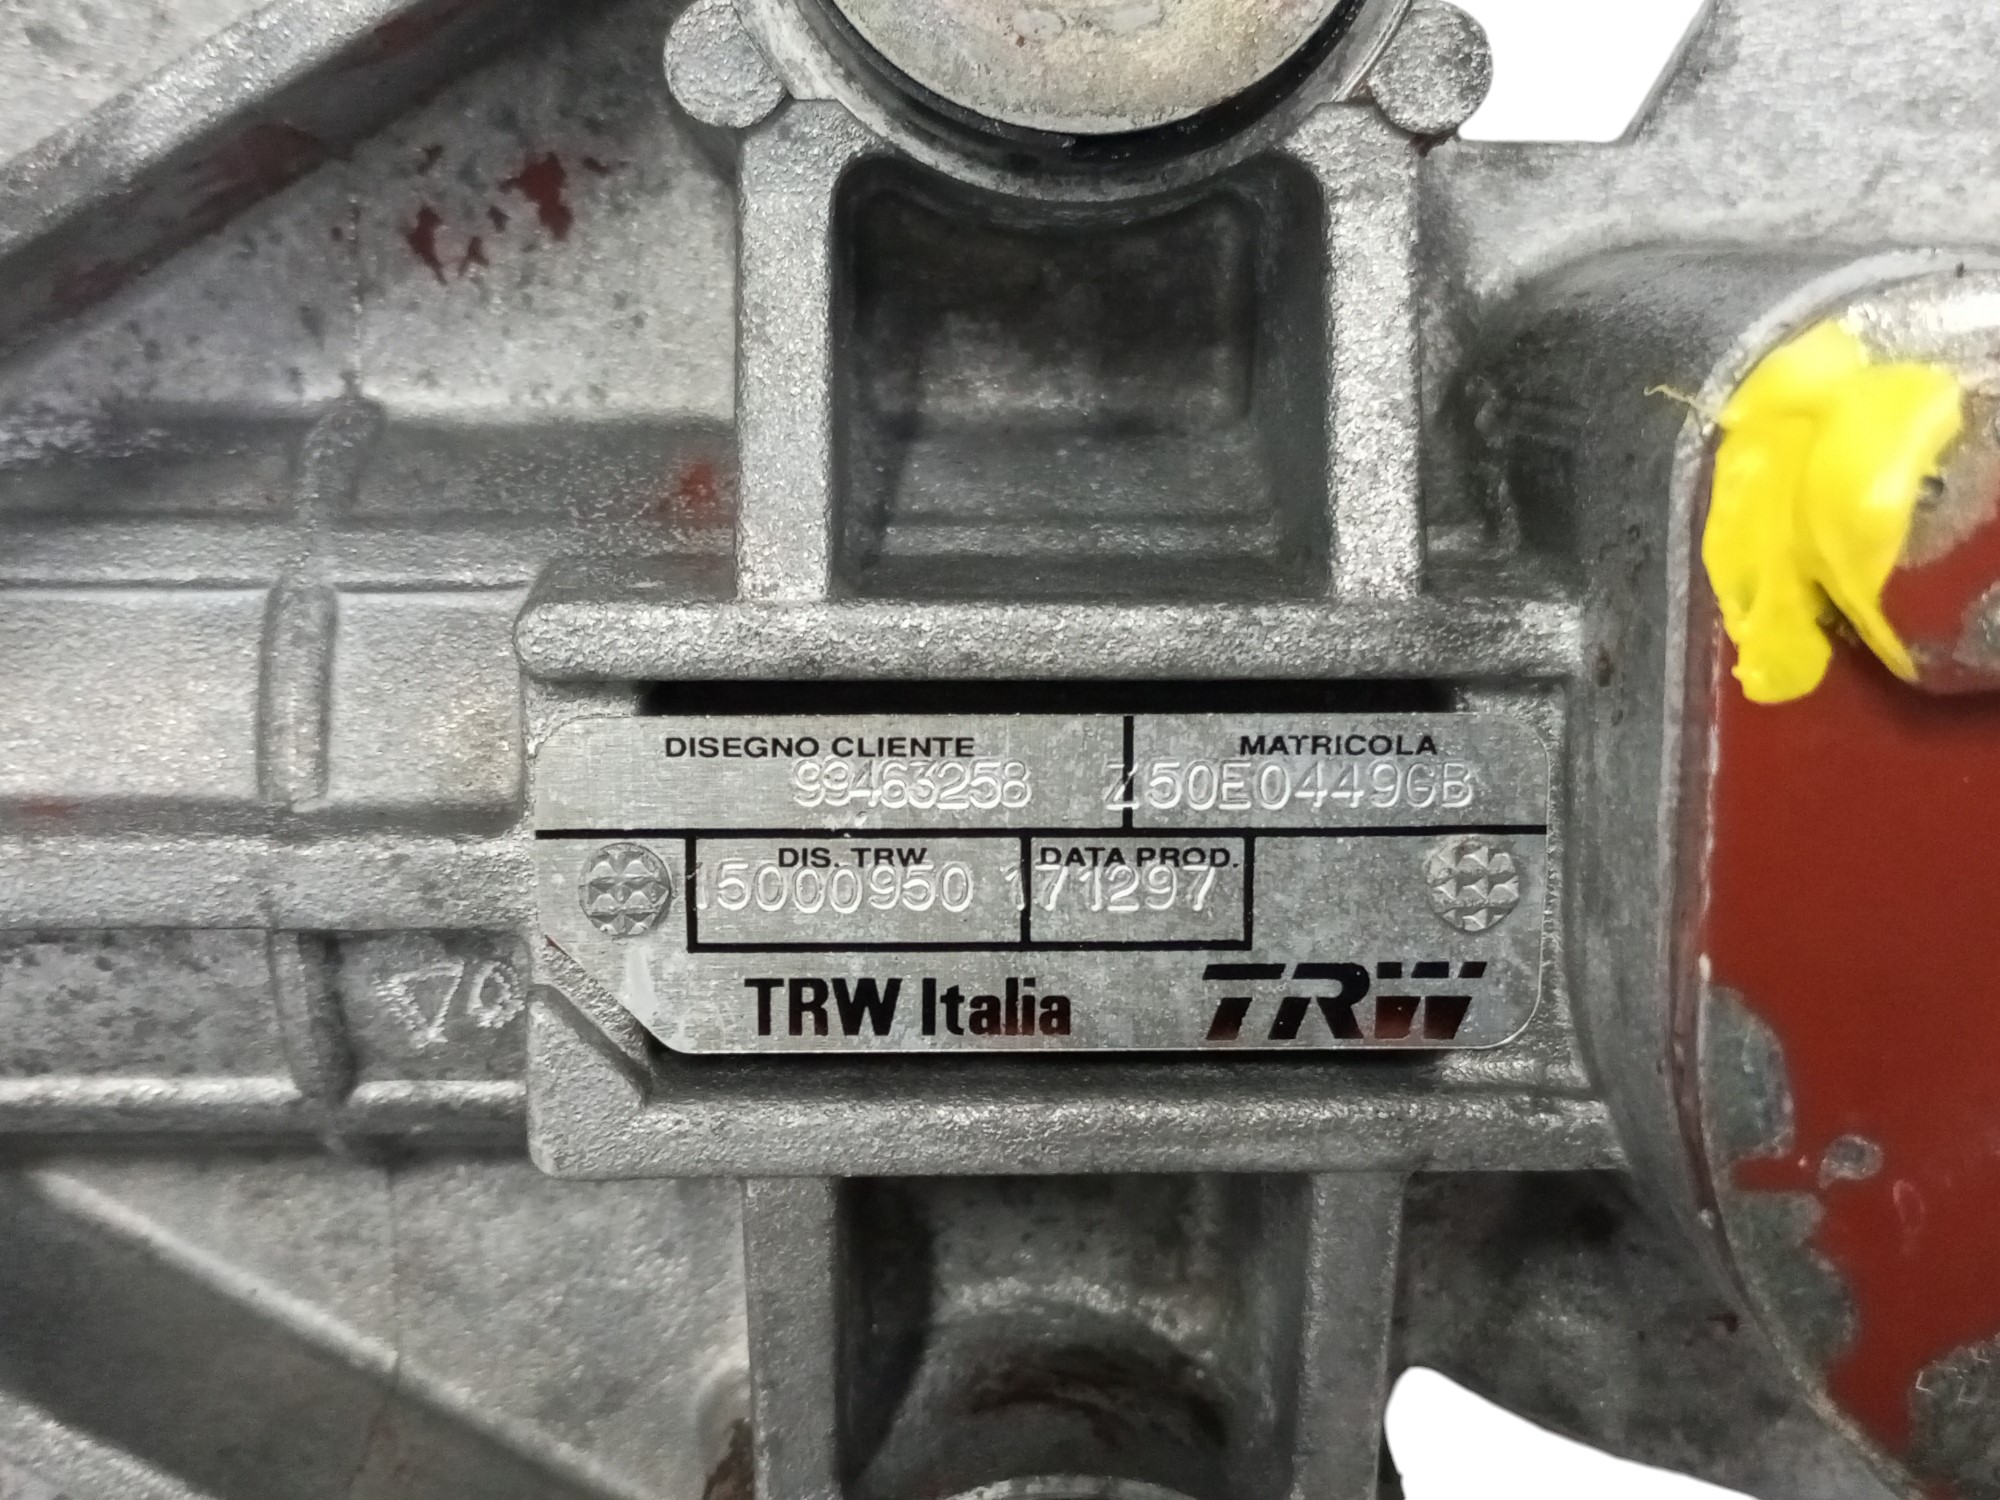 DISEGNO CLIENTE MATRICOLA
99463258 Z50E0449GB
DIS. TRW DATA PROD.
15000950 171297
TRW Italia TRW